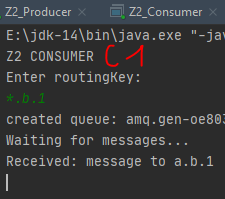 Z2_Producer Z2_Consumer
E:\jdk-14\bin\java.exe "-jav
Z2 CONSUMER C1
Enter routingKey:
*.b.1
created queue: amq.gen-oe803
Waiting for messages...
Received: message to a.b.1